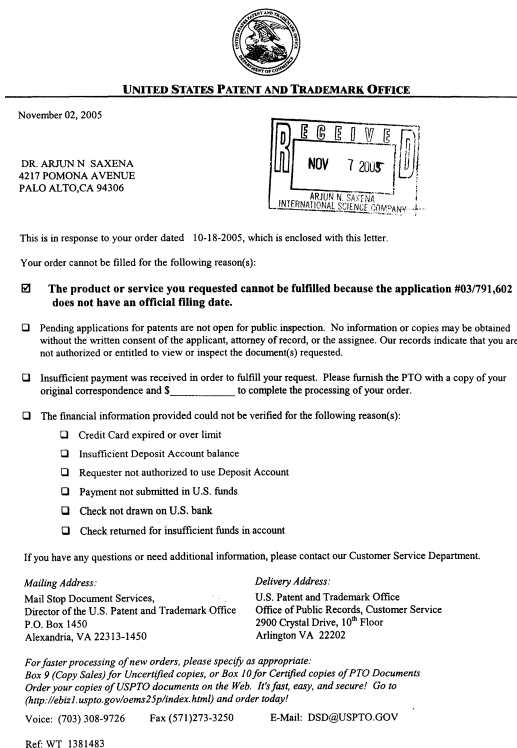 UNITED STATES PATENT AND TRADEMARK OFFICE
November 02, 2005
RECEIVED
NOV 7 2005
ARJUN N. SAXENA
INTERNATIONAL SCIENCE COMPANY
DR. ARJUN N SAXENA
4217 POMONA AVENUE
PALO ALTO,CA 94306
This is in response to your order dated 10-18-2005, which is enclosed with this letter.
Your order cannot be filled for the following reason(s):
☑ The product or service you requested cannot be fulfilled because the application #03/791,602
does not have an official filing date.
❑ Pending applications for patents are not open for public inspection. No information or copies may be obtained
without the written consent of the applicant, attorney of record, or the assignee. Our records indicate that you are
not authorized or entitled to view or inspect the document(s) requested.
❑ Insufficient payment was received in order to fulfill your request. Please furnish the PTO with a copy of your
original correspondence and $____________ to complete the processing of your order.
❑ The financial information provided could not be verified for the following reason(s):
❑ Credit Card expired or over limit
❑ Insufficient Deposit Account balance
❑ Requester not authorized to use Deposit Account
❑ Payment not submitted in U.S. funds
❑ Check not drawn on U.S. bank
❑ Check returned for insufficient funds in account
If you have any questions or need additional information, please contact our Customer Service Department.
Mailing Address:
Mail Stop Document Services,
Director of the U.S. Patent and Trademark Office
P.O. Box 1450
Alexandria, VA 22313-1450
Delivery Address:
U.S. Patent and Trademark Office
Office of Public Records, Customer Service
2900 Crystal Drive, 10th Floor
Arlington VA 22202
For faster processing of new orders, please specify as appropriate:
Box 9 (Copy Sales) for Uncertified copies, or Box 10 for Certified copies of PTO Documents
Order your copies of USPTO documents on the Web. It's fast, easy, and secure! Go to
(http://ebiz1.uspto.gov/oems25p/index.html) and order today!
Voice: (703) 308-9726 Fax (571)273-3250 E-Mail: DSD@USPTO.GOV
Ref: WT 1381483